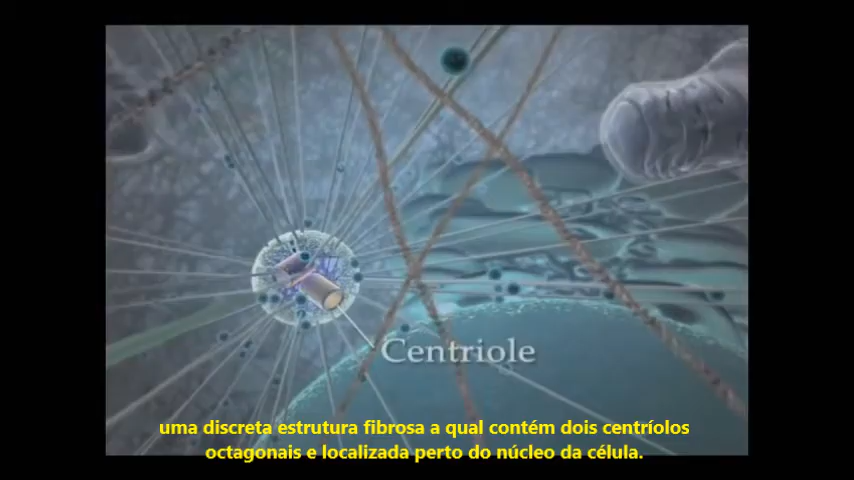 Centriole
uma discreta estrutura fibrosa a qual contém dois centríolos
octagonais e localizada perto do núcleo da célula.